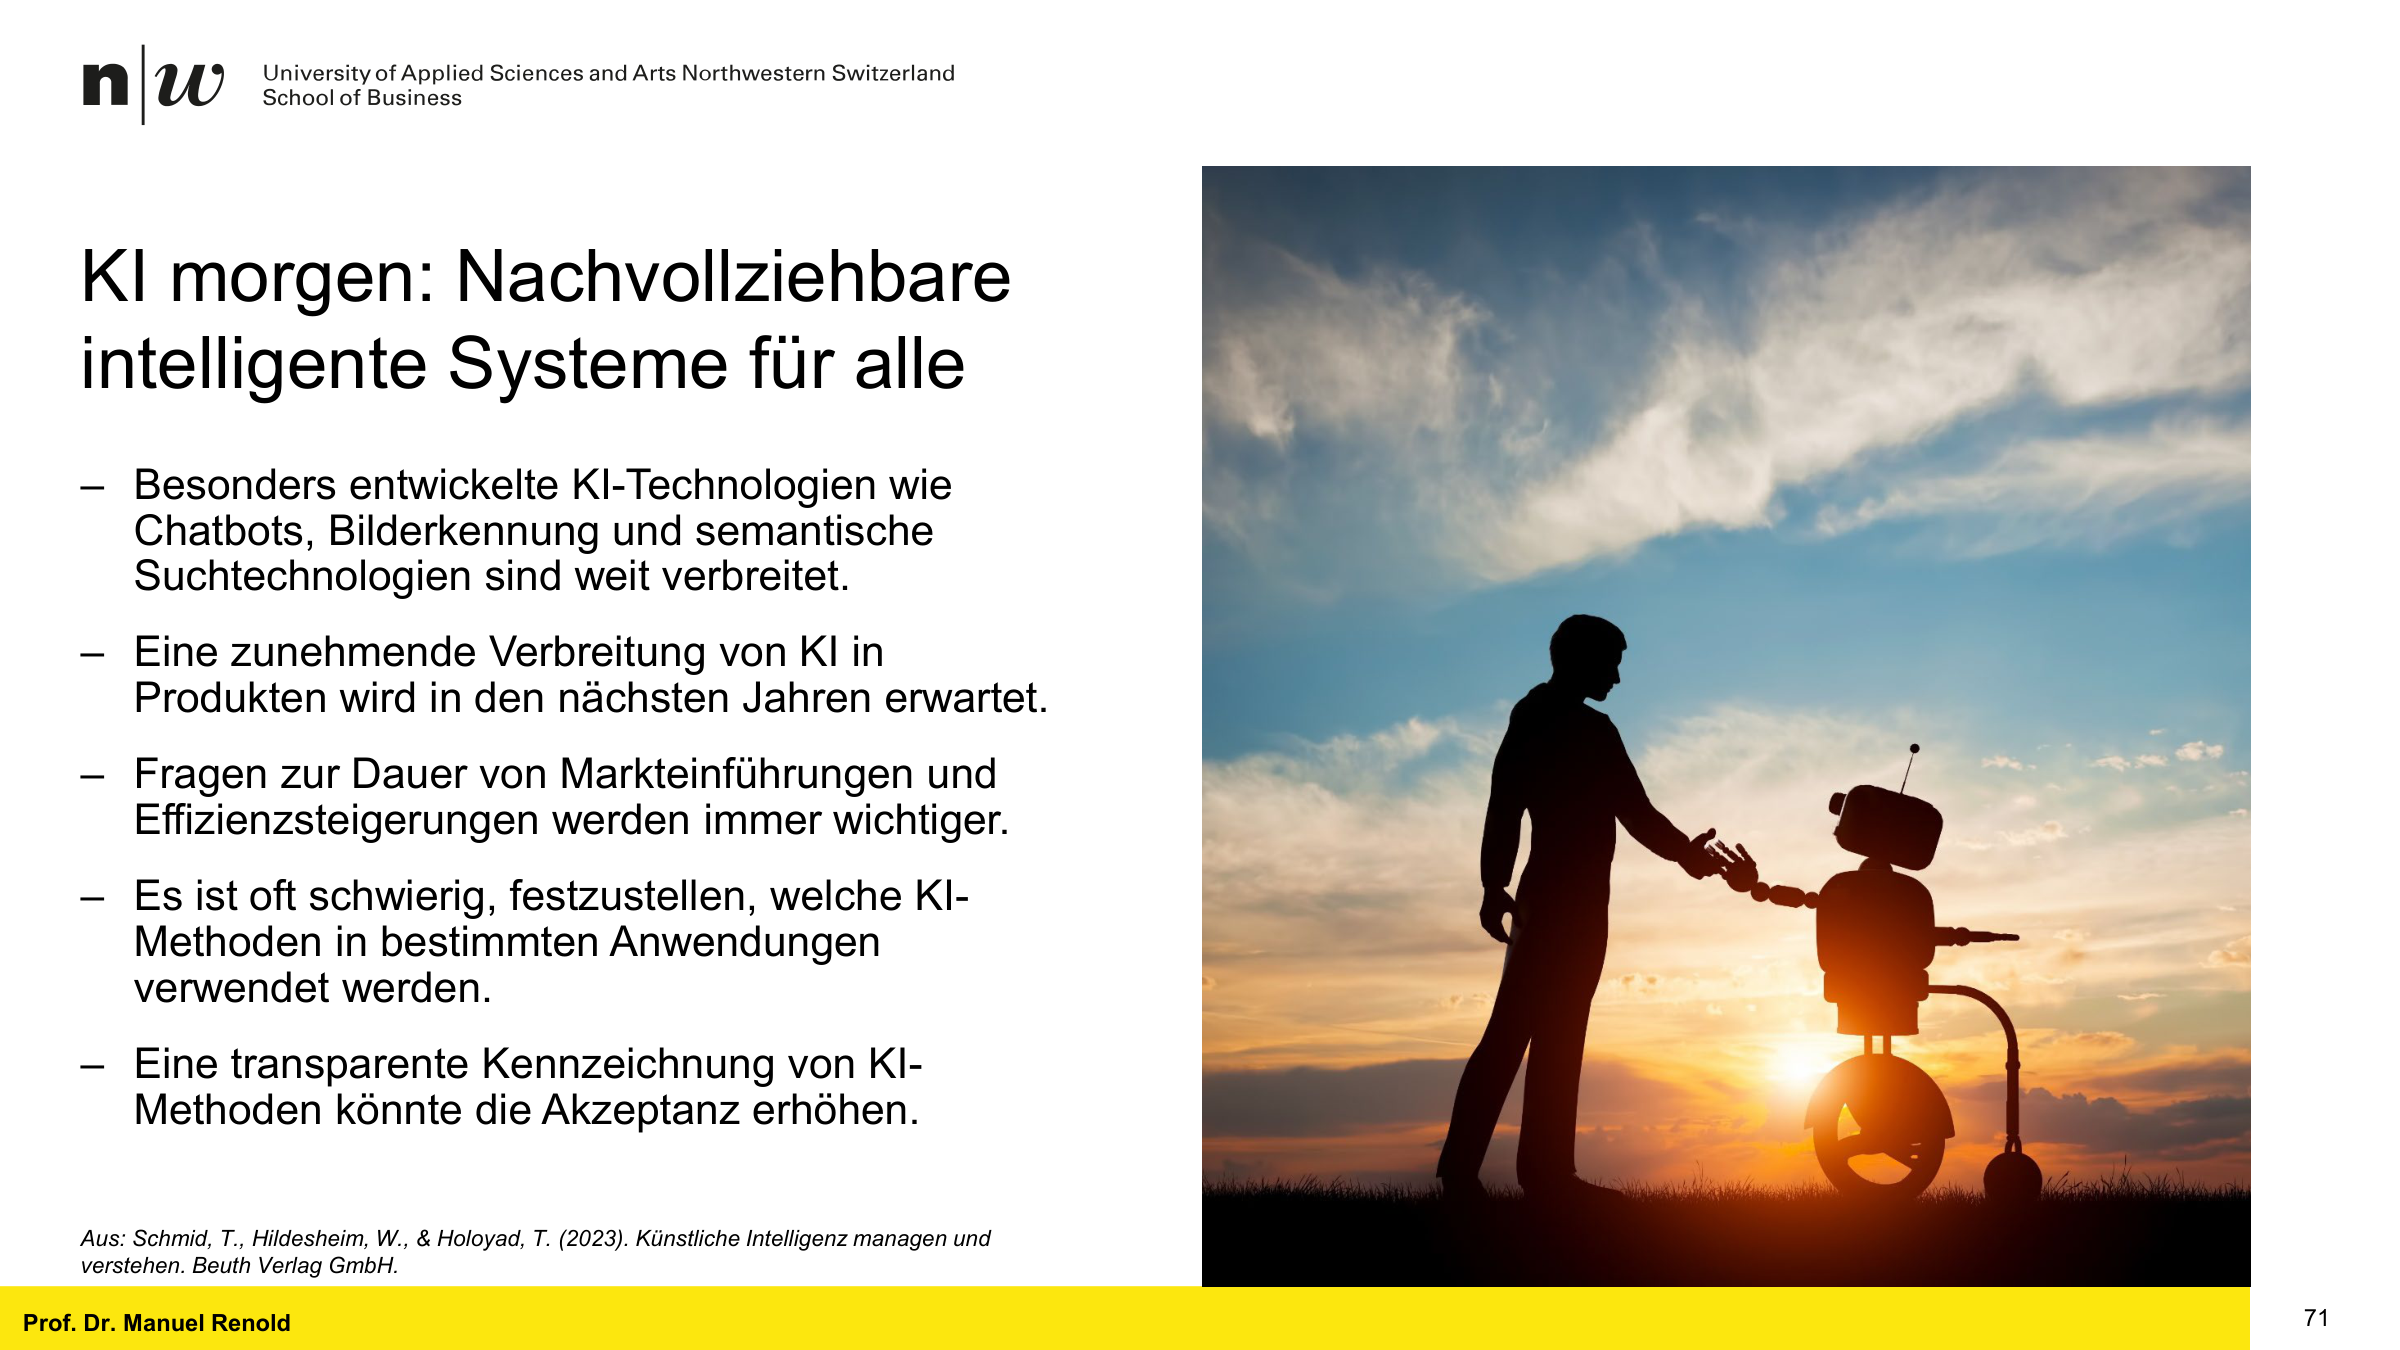 n|w
University of Applied Sciences and Arts Northwestern Switzerland
School of Business
KI morgen: Nachvollziehbare
intelligente Systeme für alle
– Besonders entwickelte KI-Technologien wie
Chatbots, Bilderkennung und semantische
Suchtechnologien sind weit verbreitet.
– Eine zunehmende Verbreitung von KI in
Produkten wird in den nächsten Jahren erwartet.
– Fragen zur Dauer von Markteinführungen und
Effizienzsteigerungen werden immer wichtiger.
– Es ist oft schwierig, festzustellen, welche KI-
Methoden in bestimmten Anwendungen
verwendet werden.
– Eine transparente Kennzeichnung von KI-
Methoden könnte die Akzeptanz erhöhen.
Aus: Schmid, T., Hildesheim, W., & Holoyad, T. (2023). Künstliche Intelligenz managen und
verstehen. Beuth Verlag GmbH.
Prof. Dr. Manuel Renold
71